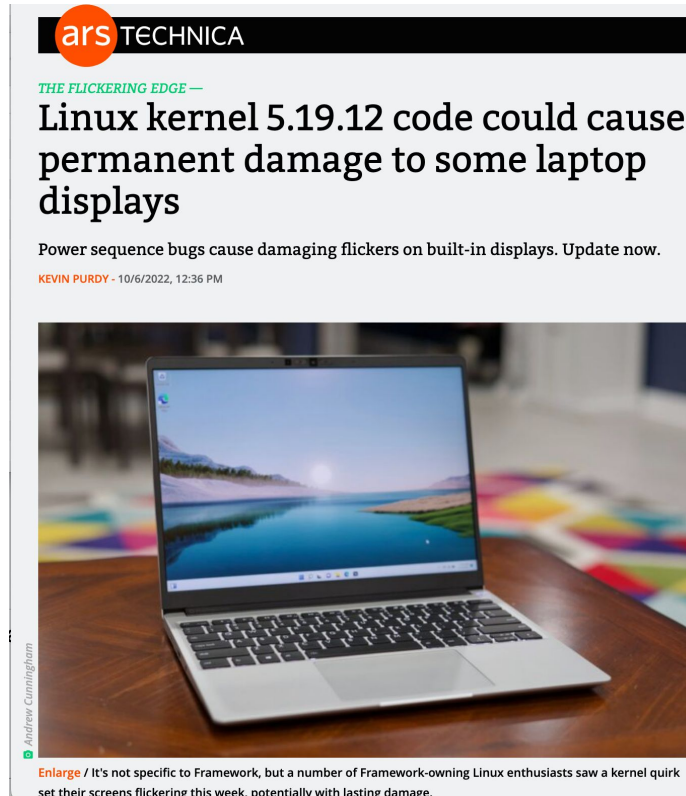 ars TECHNICA
THE FLICKERING EDGE —
Linux kernel 5.19.12 code could cause
permanent damage to some laptop
displays
Power sequence bugs cause damaging flickers on built-in displays. Update now.
KEVIN PURDY - 10/6/2022, 12:36 PM
Andrew Cunningham
Enlarge / It's not specific to Framework, but a number of Framework-owning Linux enthusiasts saw a kernel quirk
set their screens flickering this week, potentially with lasting damage.